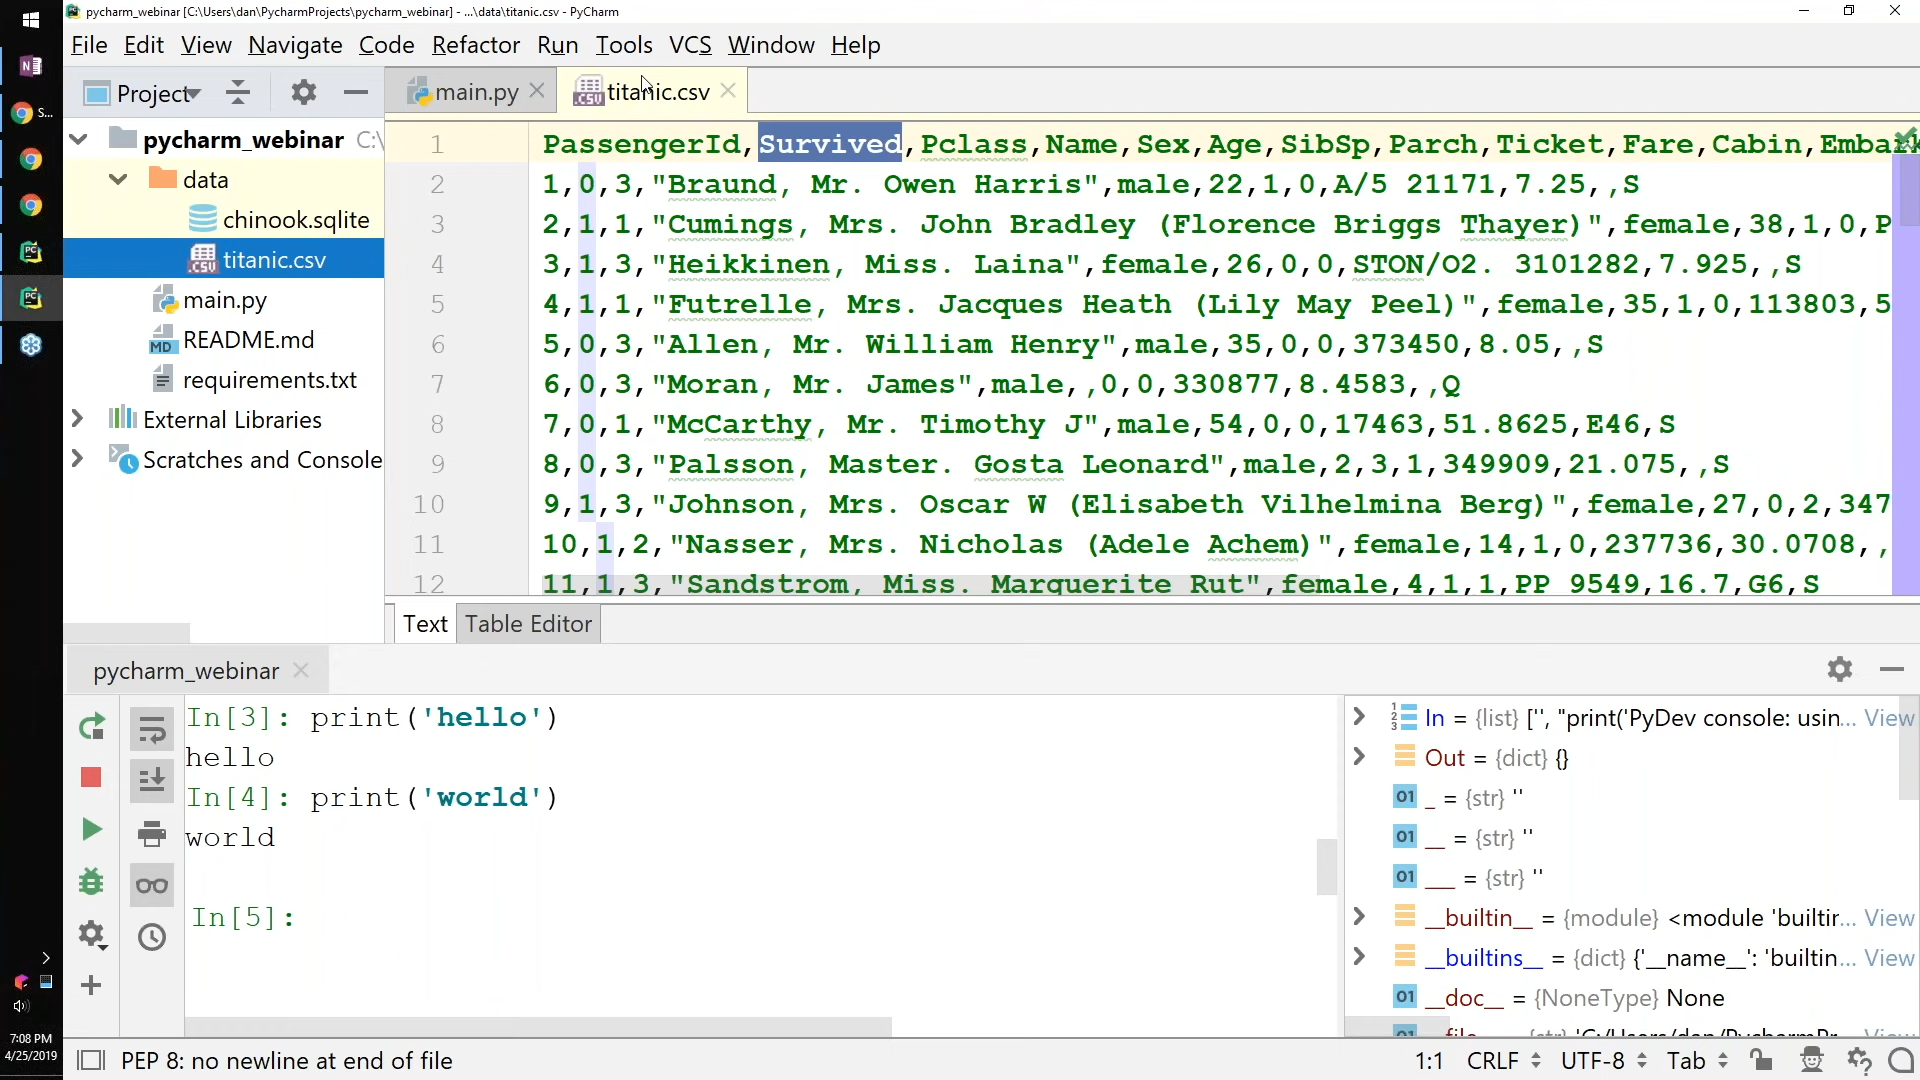 pycharm_webinar [C:\Users\dan\PycharmProjects\pycharm_webinar] - ...\data\titanic.csv - PyCharm
File Edit View Navigate Code Refactor Run Tools VCS Window Help
Project
main.py
titanic.csv
pycharm_webinar C:\
data
chinook.sqlite
titanic.csv
main.py
README.md
requirements.txt
External Libraries
Scratches and Console
1 PassengerId,Survived,Pclass,Name,Sex,Age,SibSp,Parch,Ticket,Fare,Cabin,Embark
2 1,0,3,"Braund, Mr. Owen Harris",male,22,1,0,A/5 21171,7.25,,S
3 2,1,1,"Cumings, Mrs. John Bradley (Florence Briggs Thayer)",female,38,1,0,P
4 3,1,3,"Heikkinen, Miss. Laina",female,26,0,0,STON/O2. 3101282,7.925,,S
5 4,1,1,"Futrelle, Mrs. Jacques Heath (Lily May Peel)",female,35,1,0,113803,5
6 5,0,3,"Allen, Mr. William Henry",male,35,0,0,373450,8.05,,S
7 6,0,3,"Moran, Mr. James",male,,0,0,330877,8.4583,,Q
8 7,0,1,"McCarthy, Mr. Timothy J",male,54,0,0,17463,51.8625,E46,S
9 8,0,3,"Palsson, Master. Gosta Leonard",male,2,3,1,349909,21.075,,S
10 9,1,3,"Johnson, Mrs. Oscar W (Elisabeth Vilhelmina Berg)",female,27,0,2,347
11 10,1,2,"Nasser, Mrs. Nicholas (Adele Achem)",female,14,1,0,237736,30.0708,,
12 11,1,3,"Sandstrom, Miss. Marguerite Rut",female,4,1,1,PP 9549,16.7,G6,S
Text Table Editor
pycharm_webinar
In[3]: print('hello')
hello
In[4]: print('world')
world
In[5]:
In = {list} ['', "print('PyDev console: usin... View
Out = {dict} {}
_ = {str} ''
__ = {str} ''
___ = {str} ''
__builtin__ = {module} <module 'builtir... View
__builtins__ = {dict} {'__name__': 'builtin... View
__doc__ = {NoneType} None
7:08 PM
4/25/2019
PEP 8: no newline at end of file
1:1 CRLF UTF-8 Tab